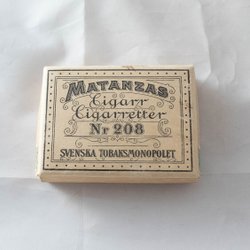 MATANZAS
Cigarr
Cigarretter
Nr 208
SVENSKA TOBAKSMONOPOLET